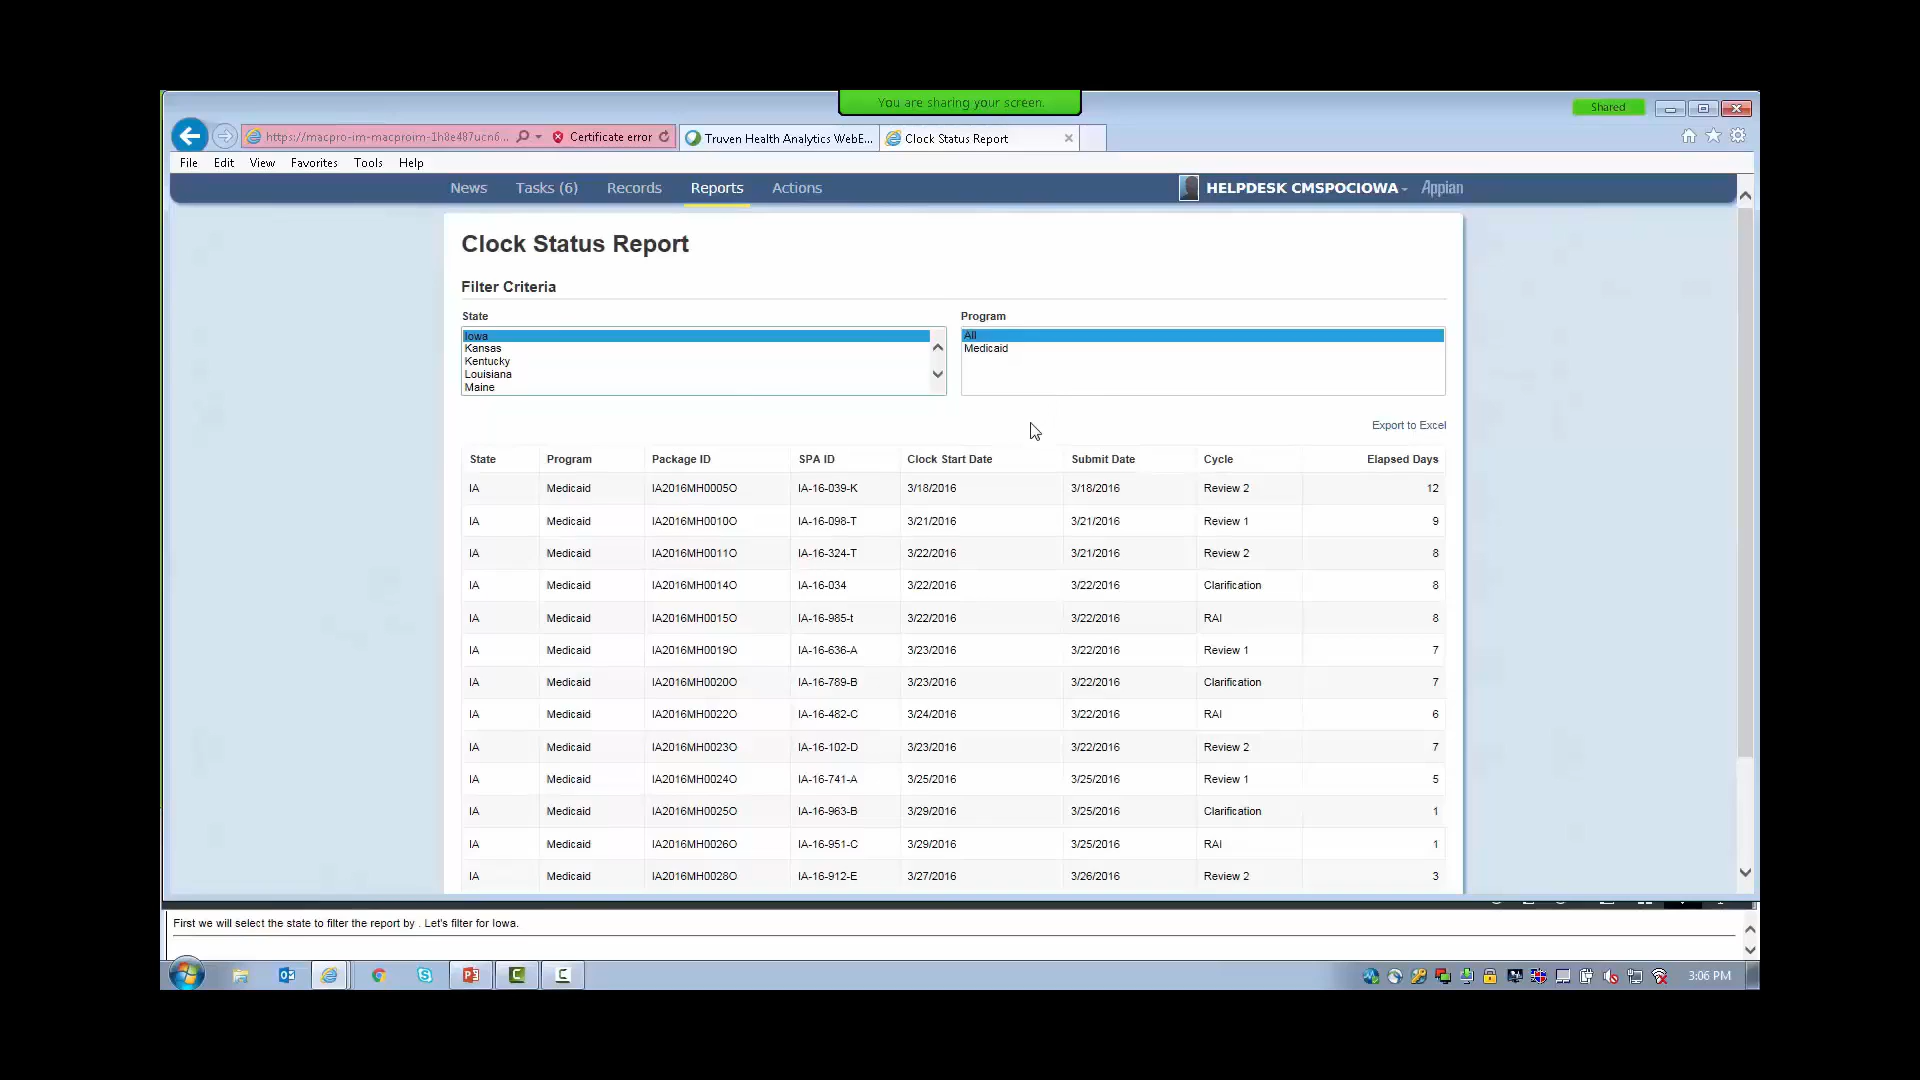 You are sharing your screen.
Shared
https://macpro-im-macproim-1h8e487ucn6... Certificate error
Truven Health Analytics WebE...
Clock Status Report
File Edit View Favorites Tools Help
News Tasks (6) Records Reports Actions
HELPDESK CMSPOCIOWA Appian
Clock Status Report
Filter Criteria
State Program
Iowa All
Kansas Medicaid
Kentucky
Louisiana
Maine
Export to Excel
State Program Package ID SPA ID Clock Start Date Submit Date Cycle Elapsed Days
IA Medicaid IA2016MH0005O IA-16-039-K 3/18/2016 3/18/2016 Review 2 12
IA Medicaid IA2016MH0010O IA-16-098-T 3/21/2016 3/21/2016 Review 1 9
IA Medicaid IA2016MH0011O IA-16-324-T 3/22/2016 3/21/2016 Review 2 8
IA Medicaid IA2016MH0014O IA-16-034 3/22/2016 3/22/2016 Clarification 8
IA Medicaid IA2016MH0015O IA-16-985-t 3/22/2016 3/22/2016 RAI 8
IA Medicaid IA2016MH0019O IA-16-636-A 3/23/2016 3/22/2016 Review 1 7
IA Medicaid IA2016MH0020O IA-16-789-B 3/23/2016 3/22/2016 Clarification 7
IA Medicaid IA2016MH0022O IA-16-482-C 3/24/2016 3/22/2016 RAI 6
IA Medicaid IA2016MH0023O IA-16-102-D 3/23/2016 3/22/2016 Review 2 7
IA Medicaid IA2016MH0024O IA-16-741-A 3/25/2016 3/25/2016 Review 1 5
IA Medicaid IA2016MH0025O IA-16-963-B 3/29/2016 3/25/2016 Clarification 1
IA Medicaid IA2016MH0026O IA-16-951-C 3/29/2016 3/25/2016 RAI 1
IA Medicaid IA2016MH0028O IA-16-912-E 3/27/2016 3/26/2016 Review 2 3
First we will select the state to filter the report by . Let's filter for Iowa.
3:06 PM